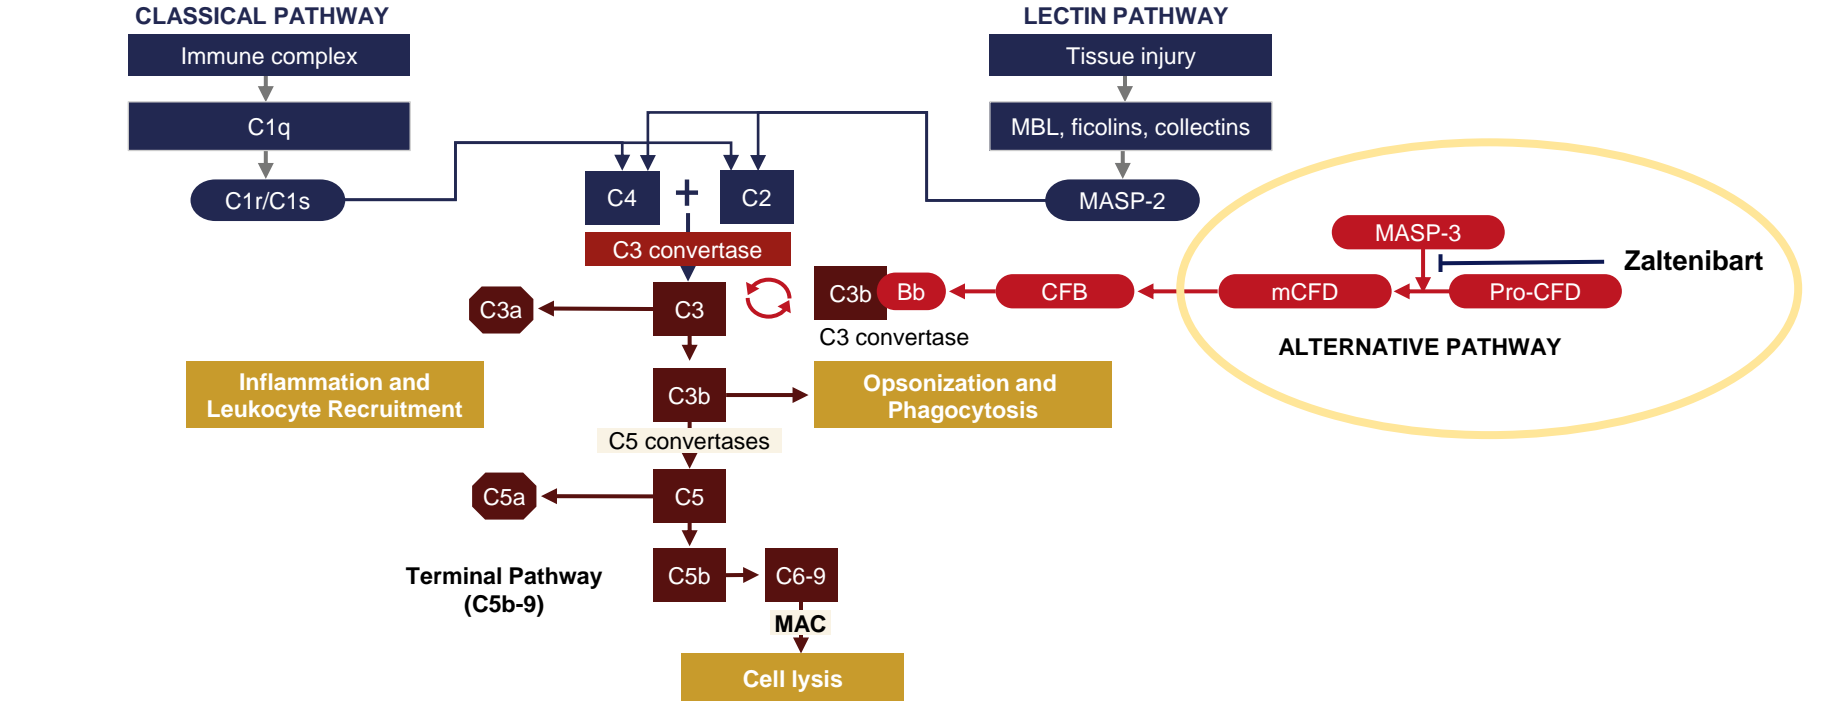 CLASSICAL PATHWAY
LECTIN PATHWAY
Immune complex
Tissue injury
C1q
MBL, ficolins, collectins
C1r/C1s
C4
+
C2
MASP-2
MASP-3
C3 convertase
Zaltenibart
C3a
C3
C3b
Bb
CFB
mCFD
Pro-CFD
C3 convertase
ALTERNATIVE PATHWAY
Inflammation and
Leukocyte Recruitment
C3b
Opsonization and
Phagocytosis
C5 convertases
C5a
C5
Terminal Pathway
(C5b-9)
C5b
C6-9
MAC
Cell lysis